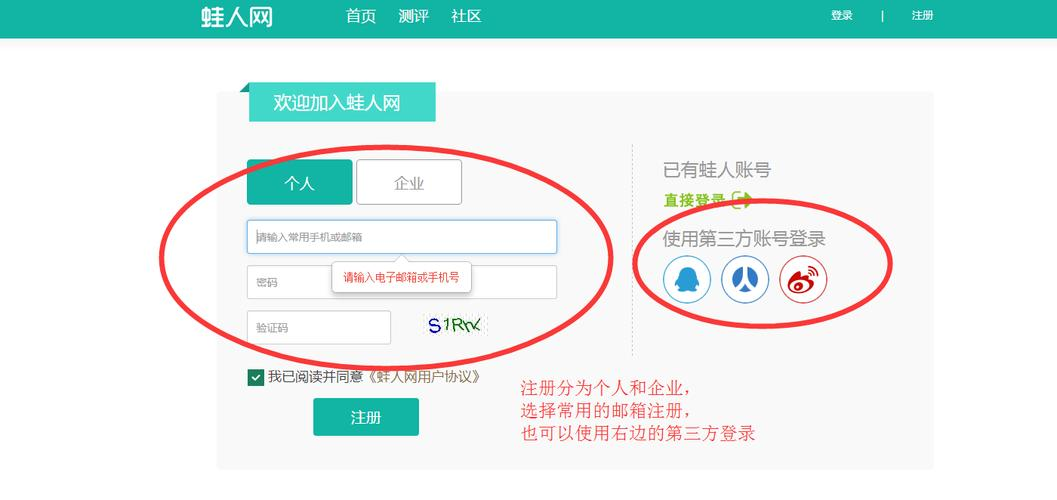 蛙人网 首页 测评 社区 登录 | 注册
欢迎加入蛙人网
个人 企业
请输入常用手机或邮箱
请输入电子邮箱或手机号
密码
验证码 S1RhX
我已阅读并同意《蛙人网用户协议》
注册
已有蛙人账号
直接登录
使用第三方账号登录
注册分为个人和企业，
选择常用的邮箱注册，
也可以使用右边的第三方登录